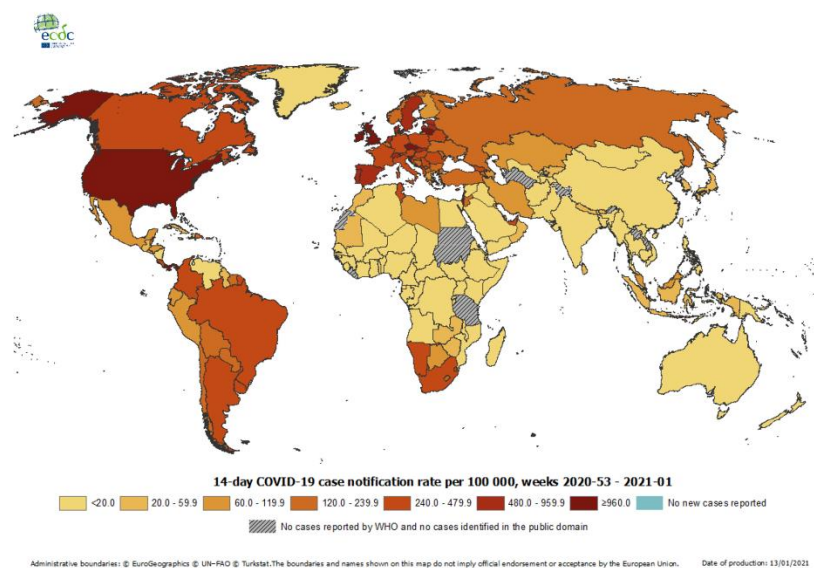 ecdc
14-day COVID-19 case notification rate per 100 000, weeks 2020-53 - 2021-01
<20.0 20.0 - 59.9 60.0 - 119.9 120.0 - 239.9 240.0 - 479.9 480.0 - 959.9 ≥960.0 No new cases reported
No cases reported by WHO and no cases identified in the public domain
Administrative boundaries: © EuroGeographics © UN-FAO © Turkstat.The boundaries and names shown on this map do not imply official endorsement or acceptance by the European Union. Date of production: 13/01/2021